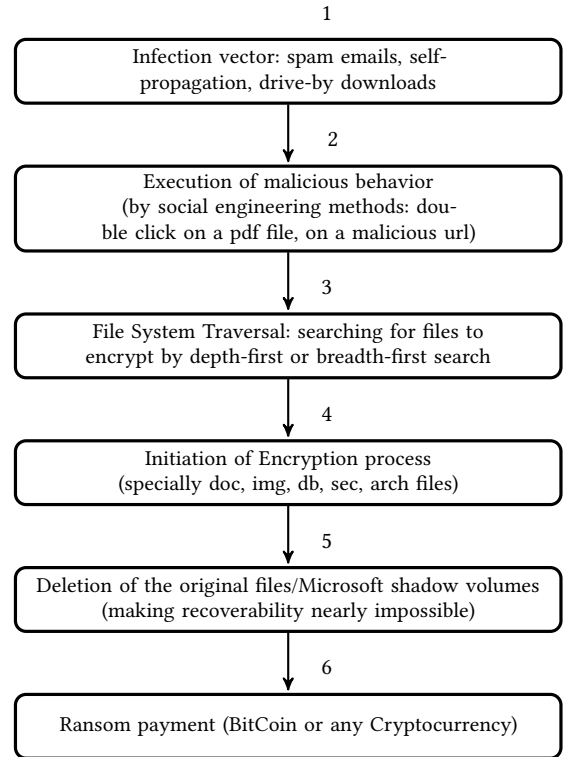 1
Infection vector: spam emails, self-
propagation, drive-by downloads
2
Execution of malicious behavior
(by social engineering methods: dou-
ble click on a pdf file, on a malicious url)
3
File System Traversal: searching for files to
encrypt by depth-first or breadth-first search
4
Initiation of Encryption process
(specially doc, img, db, sec, arch files)
5
Deletion of the original files/Microsoft shadow volumes
(making recoverability nearly impossible)
6
Ransom payment (BitCoin or any Cryptocurrency)